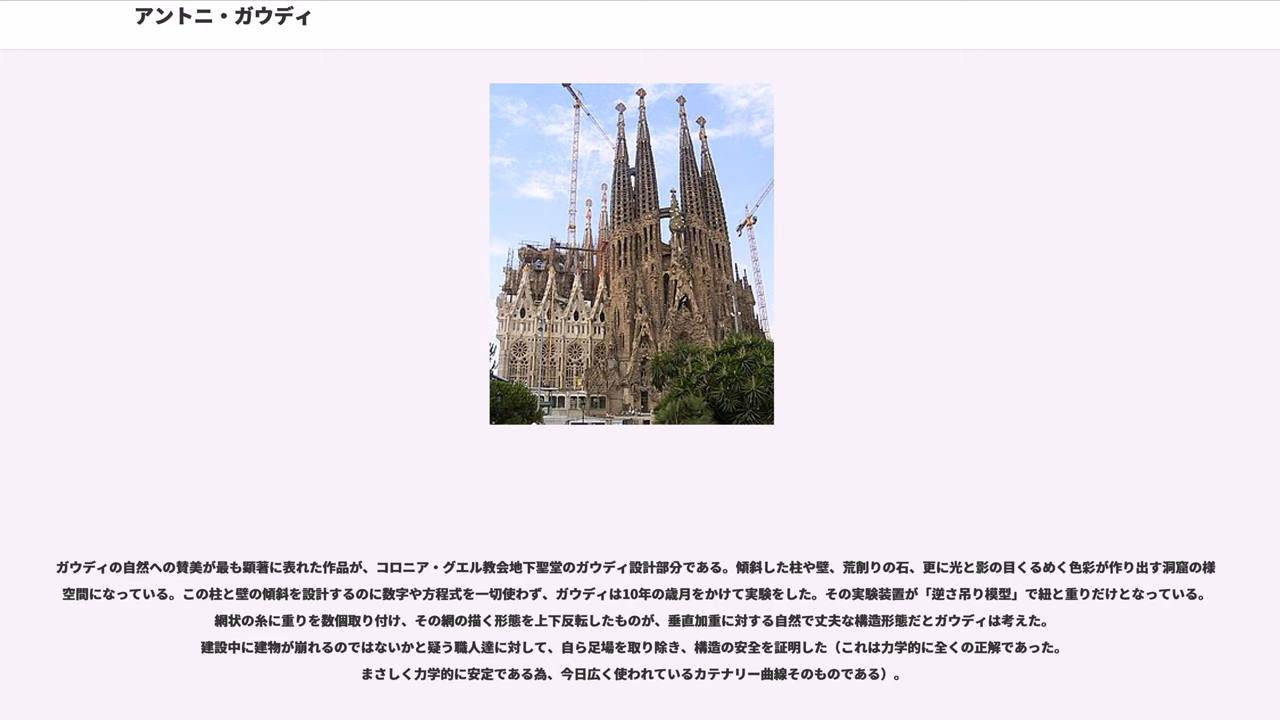 アントニ・ガウディ
ガウディの自然への賛美が最も顕著に表れた作品が、コロニア・グエル教会地下聖堂のガウディ設計部分である。傾斜した柱や壁、荒削りの石、更に光と影の目くるめく色彩が作り出す洞窟の様
空間になっている。この柱と壁の傾斜を設計するのに数字や方程式を一切使わず、ガウディは10年の歳月をかけて実験をした。その実験装置が「逆さ吊り模型」で紐と重りだけとなっている。
網状の糸に重りを数個取り付け、その網の描く形態を上下反転したものが、垂直加重に対する自然で丈夫な構造形態だとガウディは考えた。
建設中に建物が崩れるのではないかと疑う職人達に対して、自ら足場を取り除き、構造の安全を証明した（これは力学的に全くの正解であった。
まさしく力学的に安定である為、今日広く使われているカテナリー曲線そのものである）。